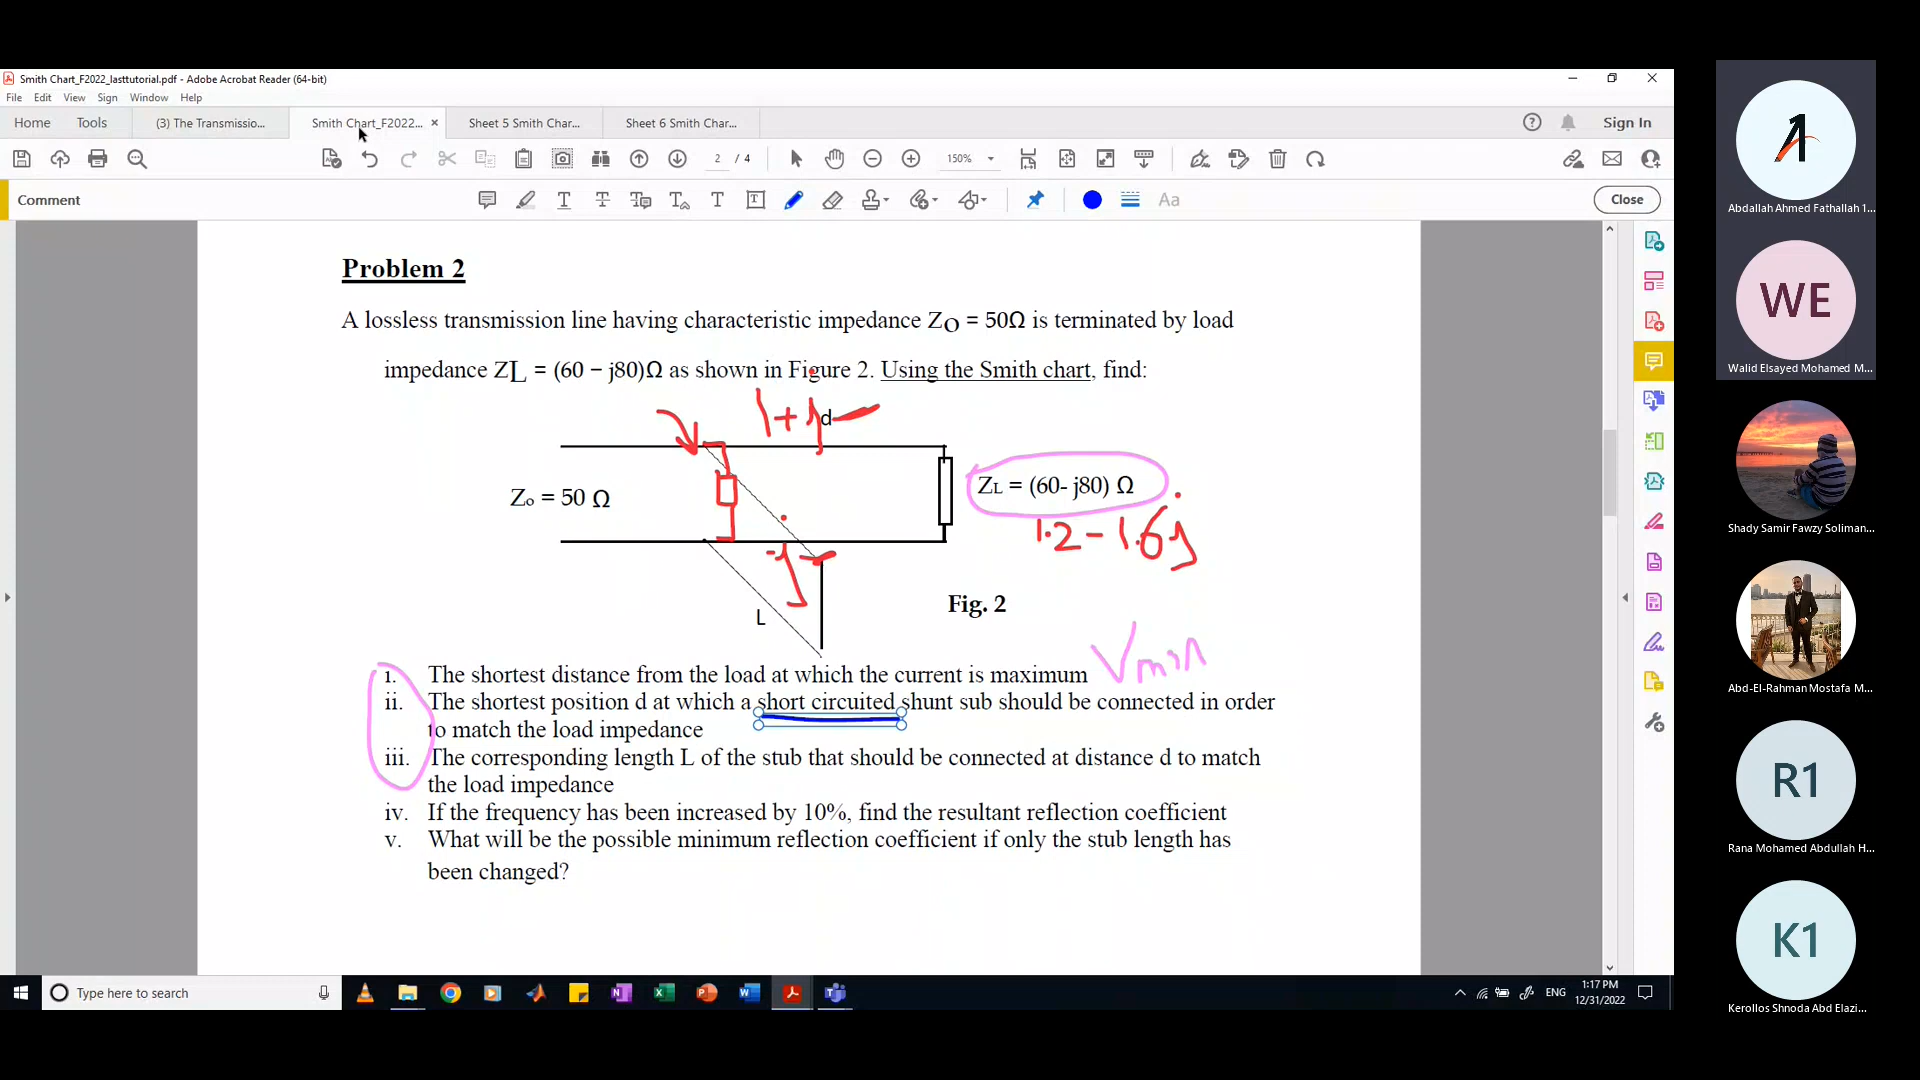 Smith Chart_F2022_lasttutorial.pdf - Adobe Acrobat Reader (64-bit)
File Edit View Sign Window Help
Home Tools (3) The Transmissio... Smith Chart_F2022... × Sheet 5 Smith Char... Sheet 6 Smith Char... Sign In
2 / 4 150%
Comment Aa Close
Problem 2
A lossless transmission line having characteristic impedance ZO = 50Ω is terminated by load
impedance ZL = (60 − j80)Ω as shown in Figure 2. Using the Smith chart, find:
1+j
d
Zo = 50 Ω
ZL = (60- j80) Ω
1.2-1.6j
-j
L
Fig. 2
Vmin
i. The shortest distance from the load at which the current is maximum
ii. The shortest position d at which a short circuited shunt sub should be connected in order
to match the load impedance
iii. The corresponding length L of the stub that should be connected at distance d to match
the load impedance
iv. If the frequency has been increased by 10%, find the resultant reflection coefficient
v. What will be the possible minimum reflection coefficient if only the stub length has
been changed?
Type here to search
ENG
1:17 PM
12/31/2022
Abdallah Ahmed Fathallah 1...
WE
Walid Elsayed Mohamed M...
Shady Samir Fawzy Soliman...
Abd-El-Rahman Mostafa M...
R1
Rana Mohamed Abdullah H...
K1
Kerollos Shnoda Abd Elazi...